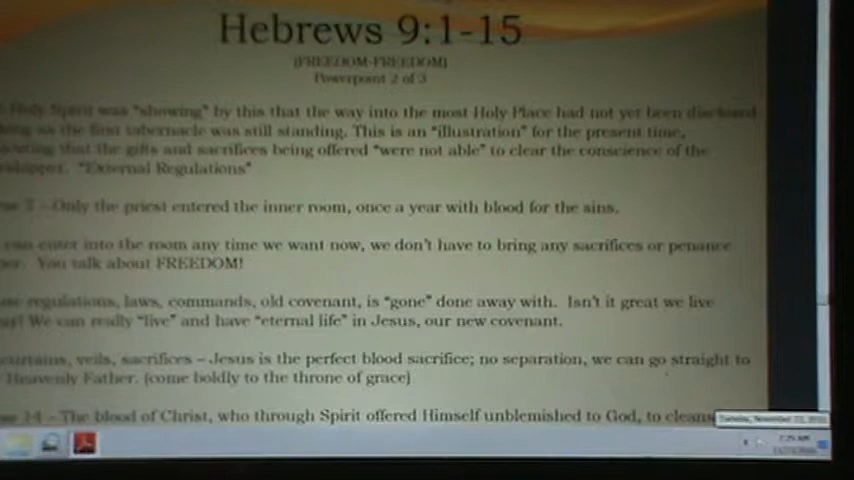 Hebrews 9:1-15
(FREEDOM-FREEDOM)
Powerpoint 2 of 3
Holy Spirit was "showing" by this that the way into the most Holy Place had not yet been disclosed
long as the first tabernacle was still standing. This is an "illustration" for the present time,
that the gifts and sacrifices being offered "were not able" to clear the conscience of the
"External Regulations"
Only the priest entered the inner room, once a year with blood for the sins.
can enter into the room any time we want now, we don't have to bring any sacrifices or penance
You talk about FREEDOM!
regulations, laws, commands, old covenant, is "gone" done away with. Isn't it great we live
We can really "live" and have "eternal life" in Jesus, our new covenant.
curtains, veils, sacrifices – Jesus is the perfect blood sacrifice; no separation, we can go straight to
Heavenly Father. (come boldly to the throne of grace)
14 – The blood of Christ, who through Spirit offered Himself unblemished to God, to cleans